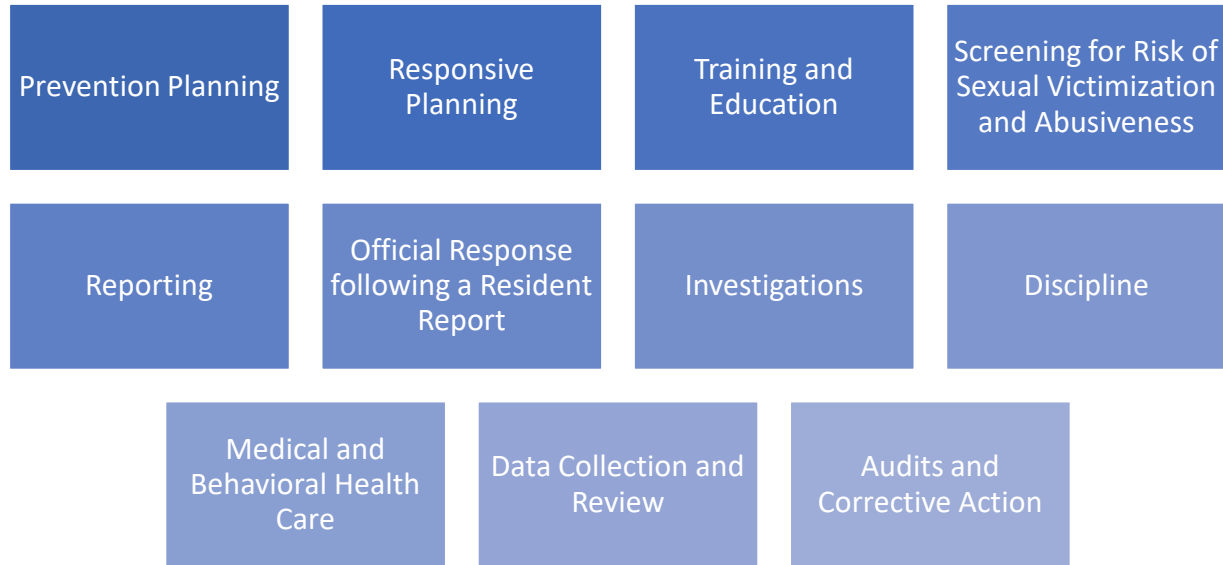 Prevention Planning
Responsive
Planning
Training and
Education
Screening for Risk of
Sexual Victimization
and Abusiveness
Reporting
Official Response
following a Resident
Report
Investigations
Discipline
Medical and
Behavioral Health
Care
Data Collection and
Review
Audits and
Corrective Action